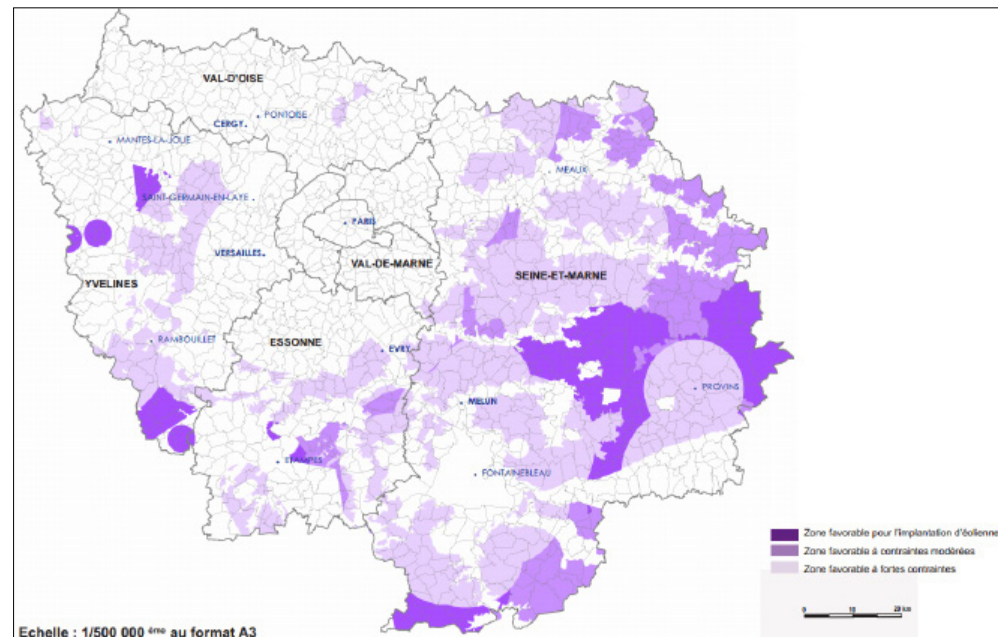 VAL-D'OISE
PONTOISE
CERGY
MANTES-LA-JOLIE
MEAUX
SAINT-GERMAIN-EN-LAYE
PARIS
VERSAILLES
VAL-DE-MARNE
SEINE-ET-MARNE
YVELINES
RAMBOUILLET
ESSONNE
EVRY
PROVINS
MELUN
ETAMPES
FONTAINEBLEAU
Zone favorable pour l'implantation d'éolienne
Zone favorable à contraintes modérées
Zone favorable à fortes contraintes
0 10 20 km
Echelle : 1/500 000 ème au format A3